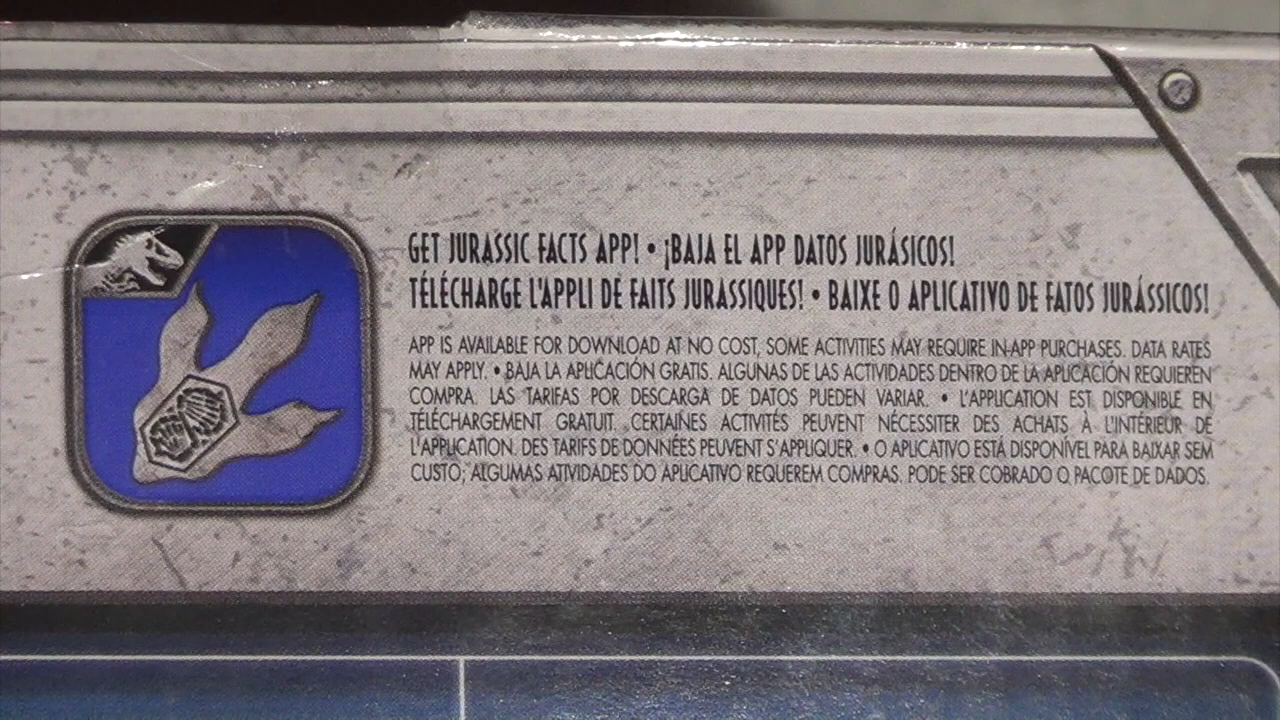 GET JURASSIC FACTS APP! • ¡BAJA EL APP DATOS JURÁSICOS!
TÉLÉCHARGE L'APPLI DE FAITS JURASSIQUES! • BAIXE O APLICATIVO DE FATOS JURÁSSICOS!
APP IS AVAILABLE FOR DOWNLOAD AT NO COST, SOME ACTIVITIES MAY REQUIRE IN-APP PURCHASES. DATA RATES
MAY APPLY. • BAJA LA APLICACIÓN GRATIS. ALGUNAS DE LAS ACTIVIDADES DENTRO DE LA APLICACIÓN REQUIEREN
COMPRA. LAS TARIFAS POR DESCARGA DE DATOS PUEDEN VARIAR. • L'APPLICATION EST DISPONIBLE EN
TÉLÉCHARGEMENT GRATUIT. CERTAINES ACTIVITÉS PEUVENT NÉCESSITER DES ACHATS À L'INTÉRIEUR DE
L'APPLICATION. DES TARIFS DE DONNÉES PEUVENT S'APPLIQUER. • O APLICATIVO ESTÁ DISPONÍVEL PARA BAIXAR SEM
CUSTO; ALGUMAS ATIVIDADES DO APLICATIVO REQUEREM COMPRAS. PODE SER COBRADO O PACOTE DE DADOS.